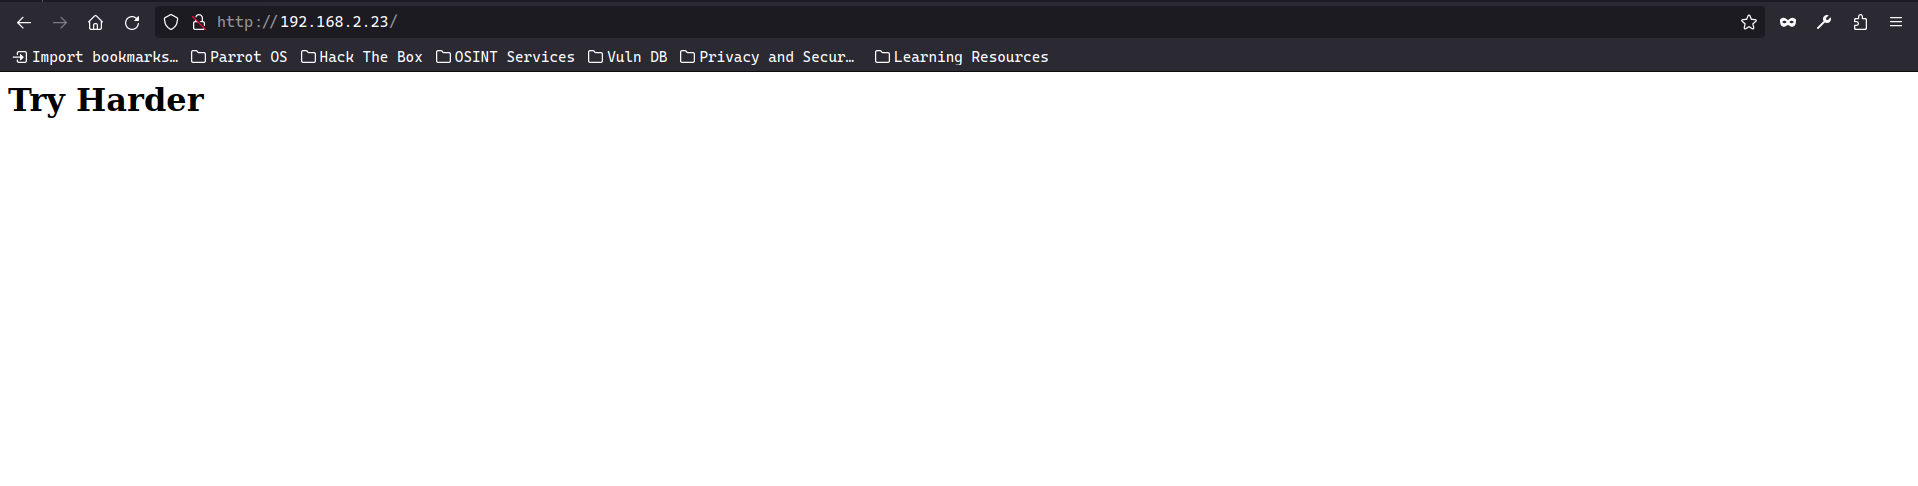 http://192.168.2.23/
Import bookmarks… Parrot OS Hack The Box OSINT Services Vuln DB Privacy and Secur… Learning Resources
Try Harder